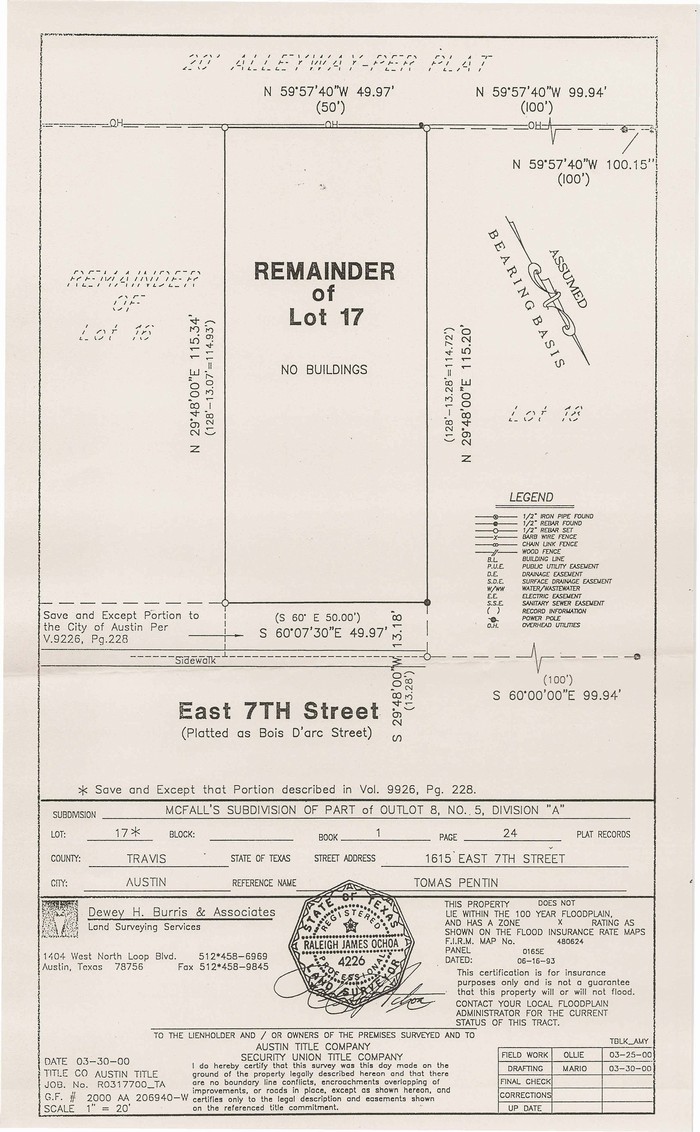 20' ALLEYWAY-PER PLAT
N 59°57'40"W 49.97'
(50')
N 59°57'40"W 99.94'
(100')
OH
OH
OH
N 59°57'40"W 100.15"
(100')
REMAINDER
OF
Lot 16
REMAINDER
of
Lot 17
NO BUILDINGS
ASSUMED
BEARING BASIS
N 29°48'00"E 115.34'
(128'-13.07'=114.93')
(128'-13.28'=114.72')
N 29°48'00"E 115.20'
Lot 18
LEGEND
1/2" IRON PIPE FOUND
1/2" REBAR FOUND
1/2" REBAR SET
BARB WIRE FENCE
CHAIN LINK FENCE
WOOD FENCE
B.L. BUILDING LINE
P.U.E. PUBLIC UTILITY EASEMENT
D.E. DRAINAGE EASEMENT
S.D.E. SURFACE DRAINAGE EASEMENT
W/WW WATER/WASTEWATER
E.E. ELECTRIC EASEMENT
S.S.E. SANITARY SEWER EASEMENT
( ) RECORD INFORMATION
POWER POLE
O.H. OVERHEAD UTILITIES
Save and Except Portion to
the City of Austin Per
V.9226, Pg.228
(S 60° E 50.00')
S 60°07'30"E 49.97'
S 29°48'00"W 13.18'
(13.28')
Sidewalk
(100')
S 60°00'00"E 99.94'
East 7TH Street
(Platted as Bois D'arc Street)
* Save and Except that Portion described in Vol. 9926, Pg. 228.
SUBDIVISION MCFALL'S SUBDIVISION OF PART of OUTLOT 8, NO. 5, DIVISION "A"
LOT: 17* BLOCK: BOOK 1 PAGE 24 PLAT RECORDS
COUNTY: TRAVIS STATE OF TEXAS STREET ADDRESS 1615 EAST 7TH STREET
CITY: AUSTIN REFERENCE NAME TOMAS PENTIN
Dewey H. Burris & Associates
Land Surveying Services
1404 West North Loop Blvd. 512*458-6969
Austin, Texas 78756 Fax 512*458-9845
STATE OF TEXAS
REGISTERED
RALEIGH JAMES OCHOA
4226
PROFESSIONAL
LAND SURVEYOR
THIS PROPERTY DOES NOT
LIE WITHIN THE 100 YEAR FLOODPLAIN,
AND HAS A ZONE X RATING AS
SHOWN ON THE FLOOD INSURANCE RATE MAPS
F.I.R.M. MAP No. 480624
PANEL 0165E
DATED: 06-16-93
This certification is for insurance
purposes only and is not a guarantee
that this property will or will not flood.
CONTACT YOUR LOCAL FLOODPLAIN
ADMINISTRATOR FOR THE CURRENT
STATUS OF THIS TRACT.
TO THE LIENHOLDER AND / OR OWNERS OF THE PREMISES SURVEYED AND TO
AUSTIN TITLE COMPANY
SECURITY UNION TITLE COMPANY
I do hereby certify that this survey was this day made on the
ground of the property legally described hereon and that there
are no boundary line conflicts, encroachments overlapping of
improvements, or roads in place, except as shown hereon, and
certifies only to the legal description and easements shown
on the referenced title commitment.
DATE 03-30-00
TITLE CO AUSTIN TITLE
JOB. No. R0317700_TA
G.F. # 2000 AA 206940-W
SCALE 1" = 20'
TBLK_AMY
FIELD WORK OLLIE 03-25-00
DRAFTING MARIO 03-30-00
FINAL CHECK
CORRECTIONS
UP DATE